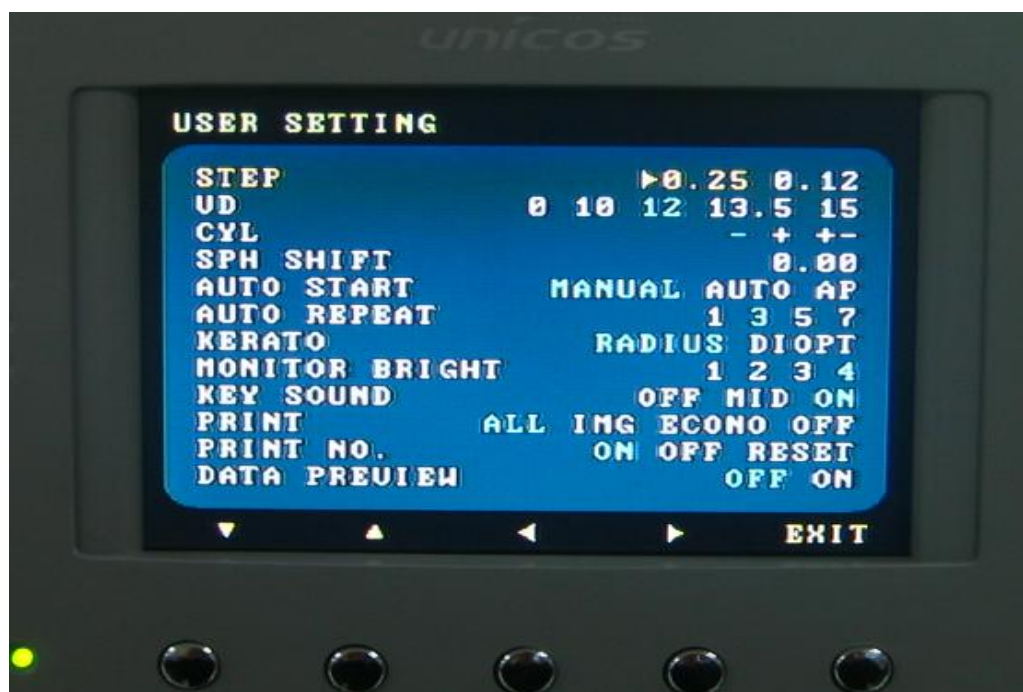 unicos
USER SETTING
STEP ►0.25 0.12
VD 0 10 12 13.5 15
CYL - + +-
SPH SHIFT 0.00
AUTO START MANUAL AUTO AP
AUTO REPEAT 1 3 5 7
KERATO RADIUS DIOPT
MONITOR BRIGHT 1 2 3 4
KEY SOUND OFF MID ON
PRINT ALL IMG ECONO OFF
PRINT NO. ON OFF RESET
DATA PREVIEW OFF ON
▼ ▲ ◄ ► EXIT